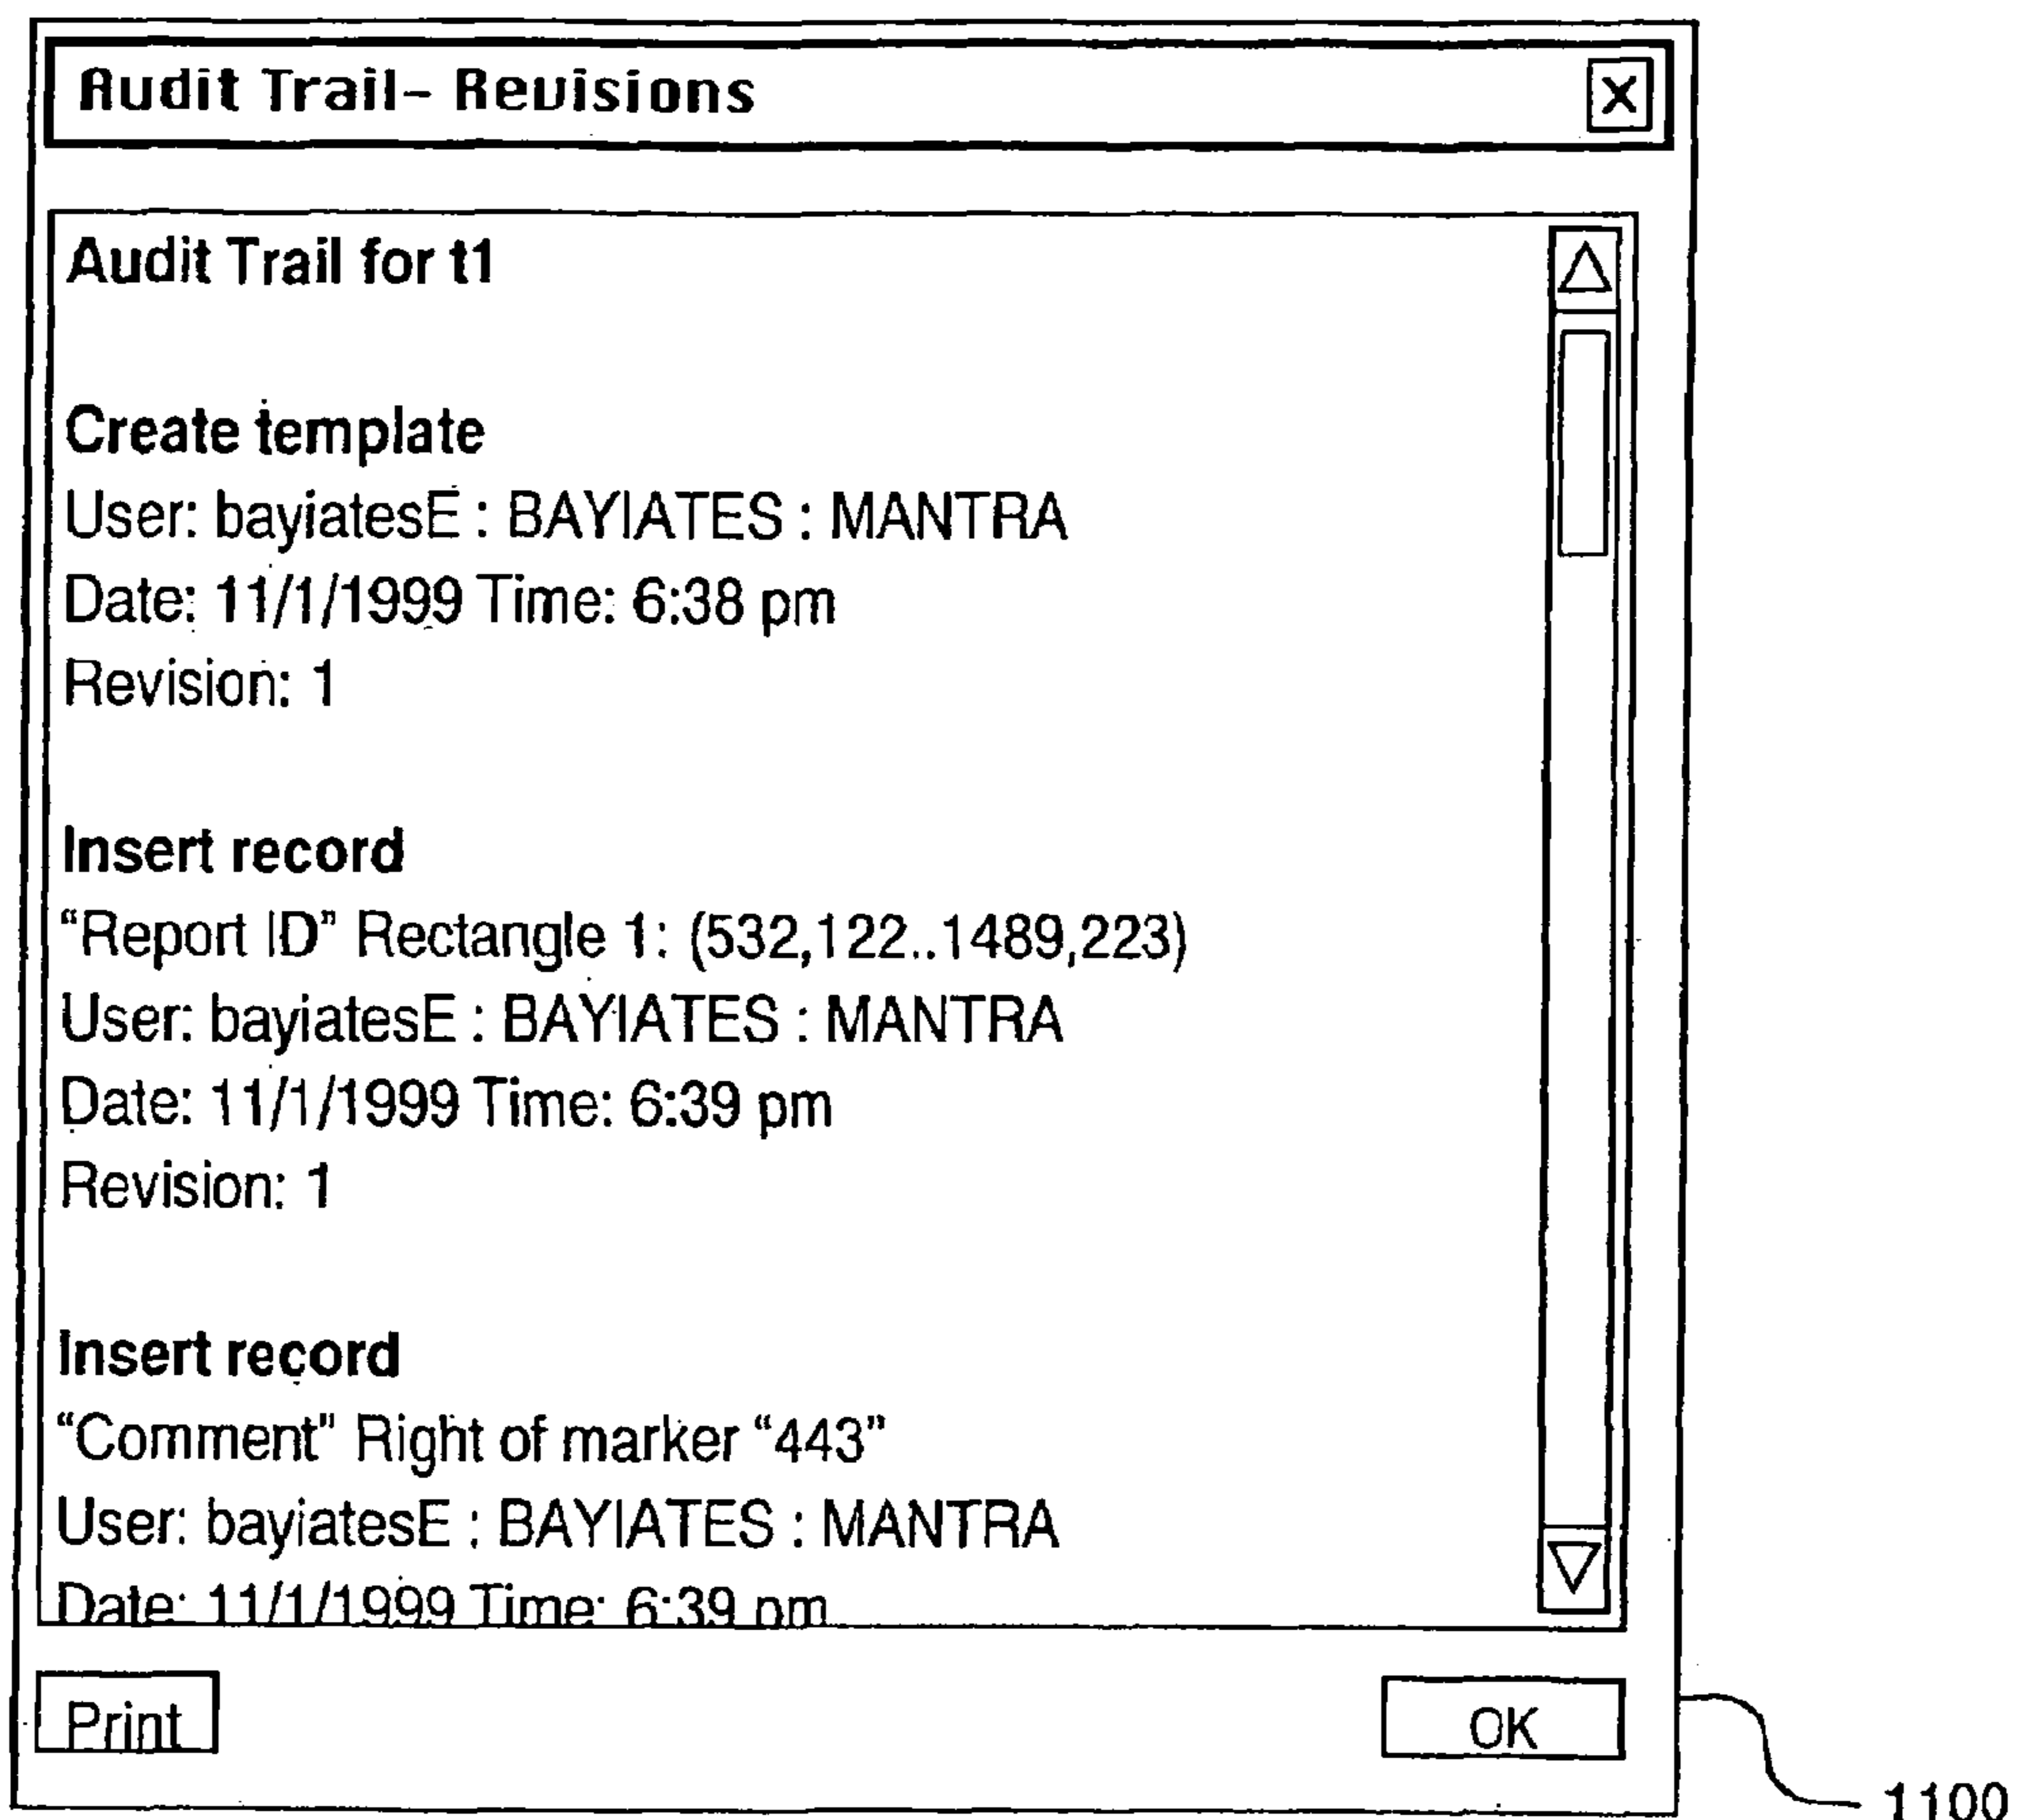 Audit Trail- Revisions
X
Audit Trail for t1
Create template
User: bayiatesE : BAYIATES : MANTRA
Date: 11/1/1999 Time: 6:38 pm
Revision: 1
Insert record
“Report ID” Rectangle 1: (532,122..1489,223)
User: bayiatesE : BAYIATES : MANTRA
Date: 11/1/1999 Time: 6:39 pm
Revision: 1
Insert record
“Comment” Right of marker “443”
User: bayiatesE : BAYIATES : MANTRA
Date: 11/1/1999 Time: 6:39 pm
Print
OK
1100